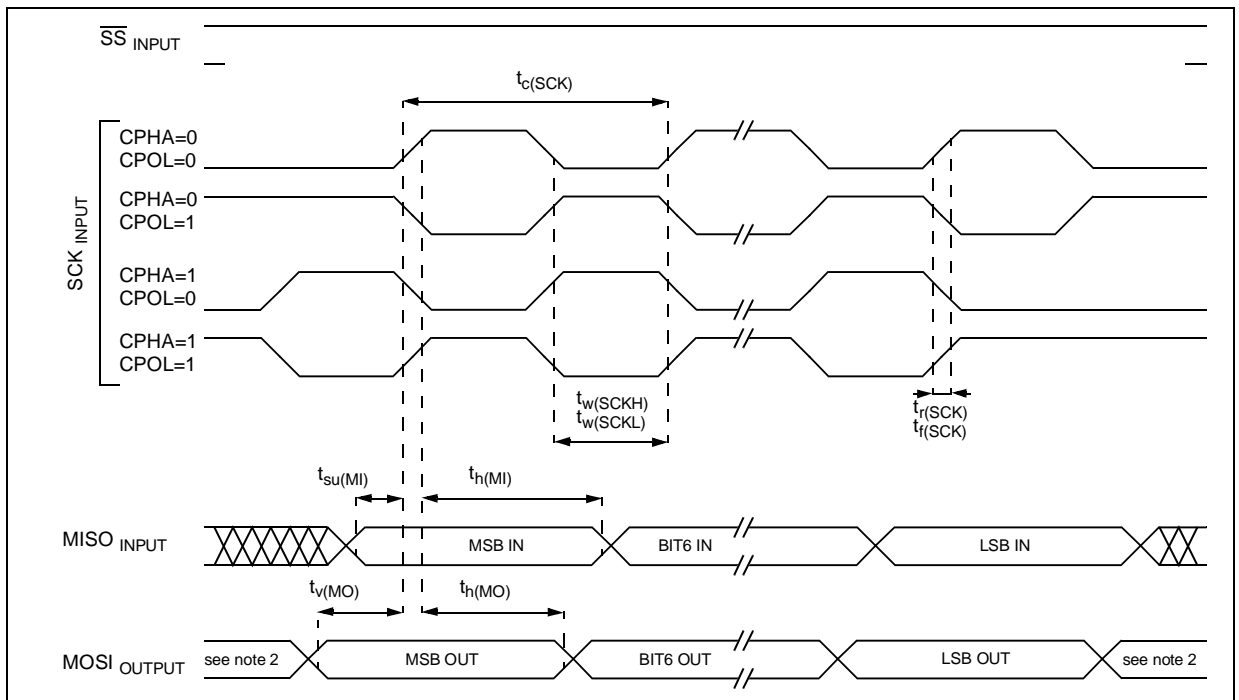 SS INPUT
tc(SCK)
SCK INPUT
CPHA=0
CPOL=0
CPHA=0
CPOL=1
CPHA=1
CPOL=0
CPHA=1
CPOL=1
tw(SCKH)
tw(SCKL)
tr(SCK)
tf(SCK)
tsu(MI)
th(MI)
MISO INPUT
MSB IN
BIT6 IN
LSB IN
tv(MO)
th(MO)
MOSI OUTPUT
see note 2
MSB OUT
BIT6 OUT
LSB OUT
see note 2